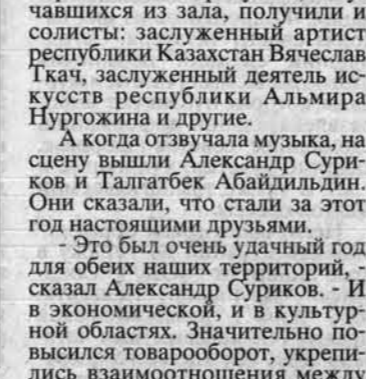 чавшихся из зала, получили и
солисты: заслуженный артист
республики Казахстан Вячеслав
Ткач, заслуженный деятель ис-
кусств республики Альмира
Нургожина и другие.
А когда отзвучала музыка, на
сцену вышли Александр Сури-
ков и Талгатбек Абайдильдин.
Они сказали, что стали за этот
год настоящими друзьями.
- Это был очень удачный год
для обеих наших территорий, -
сказал Александр Суриков. - И
в экономической, и в культур-
ной областях. Значительно по-
высился товарооборот, укрепи-
лись взаимоотношения между